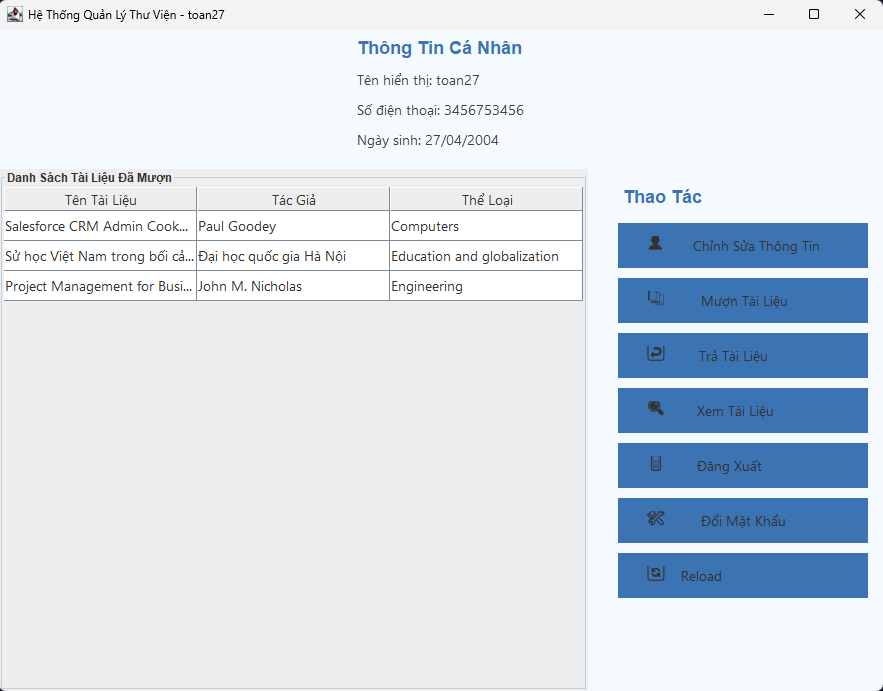 Hệ Thống Quản Lý Thư Viện - toan27
Thông Tin Cá Nhân
Tên hiển thị: toan27
Số điện thoại: 3456753456
Ngày sinh: 27/04/2004
Danh Sách Tài Liệu Đã Mượn
Tên Tài Liệu Tác Giả Thể Loại
Salesforce CRM Admin Cook... Paul Goodey Computers
Sử học Việt Nam trong bối cả... Đại học quốc gia Hà Nội Education and globalization
Project Management for Busi... John M. Nicholas Engineering
Thao Tác
Chỉnh Sửa Thông Tin
Mượn Tài Liệu
Trả Tài Liệu
Xem Tài Liệu
Đăng Xuất
Đổi Mật Khẩu
Reload